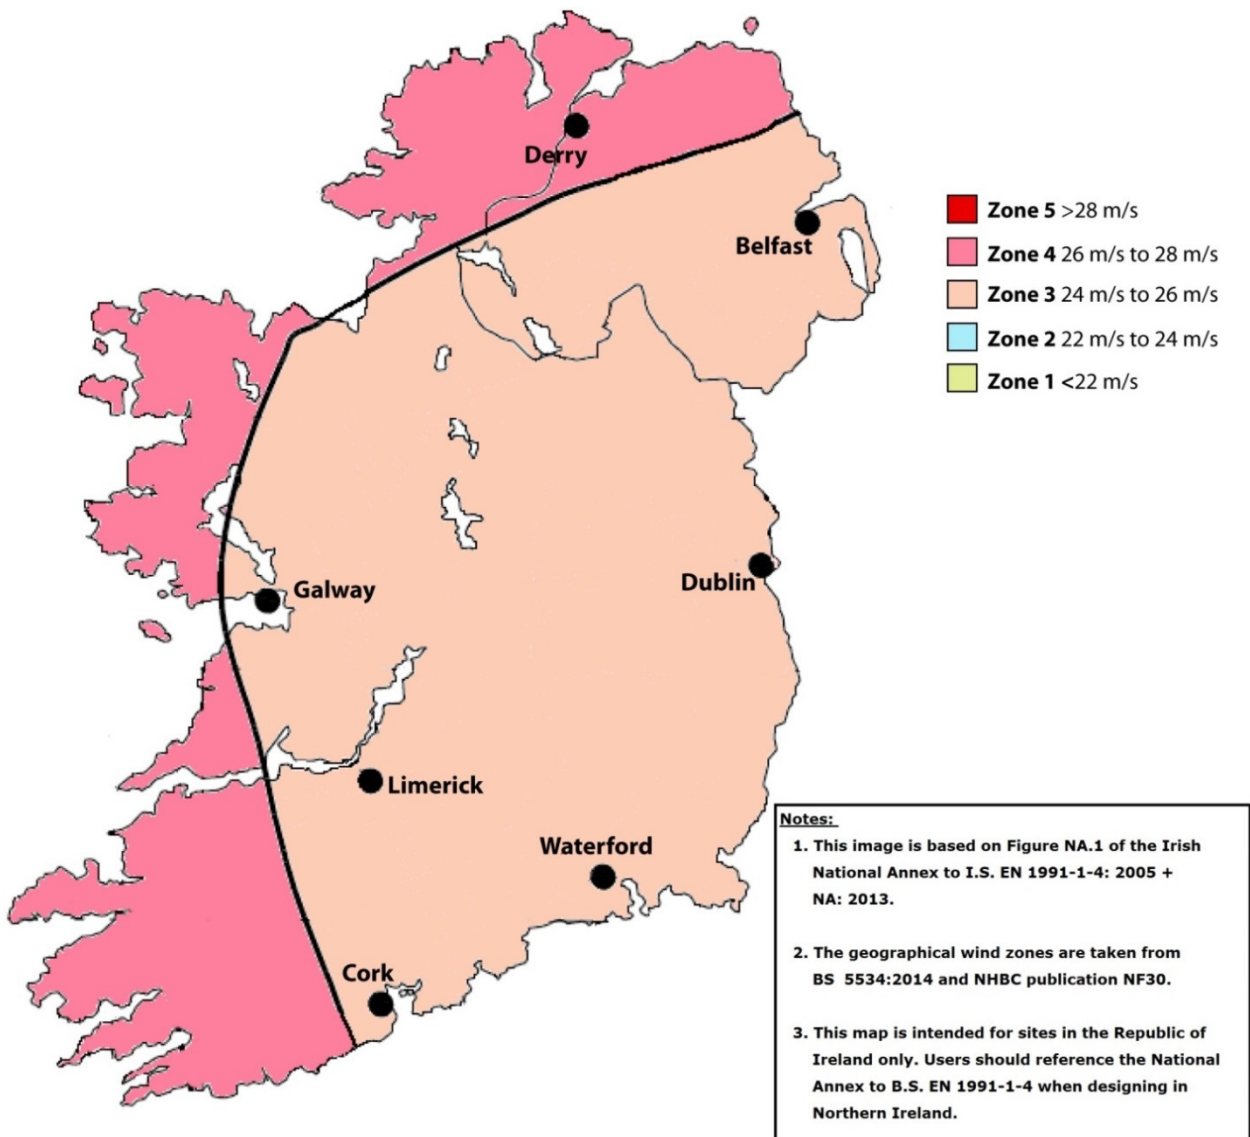 Derry
Belfast
Zone 5 >28 m/s
Zone 4 26 m/s to 28 m/s
Zone 3 24 m/s to 26 m/s
Zone 2 22 m/s to 24 m/s
Zone 1 <22 m/s
Galway
Dublin
Limerick
Waterford
Cork
Notes:
1. This image is based on Figure NA.1 of the Irish
National Annex to I.S. EN 1991-1-4: 2005 +
NA: 2013.
2. The geographical wind zones are taken from
BS 5534:2014 and NHBC publication NF30.
3. This map is intended for sites in the Republic of
Ireland only. Users should reference the National
Annex to B.S. EN 1991-1-4 when designing in
Northern Ireland.